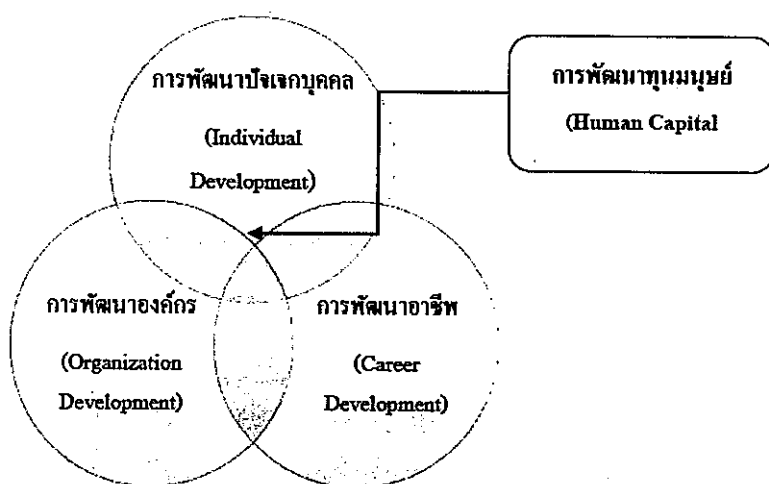 การพัฒนาปัจเจกบุคคล
(Individual
Development)
การพัฒนาทุนมนุษย์
(Human Capital
การพัฒนาองค์กร
(Organization
Development)
การพัฒนาอาชีพ
(Career
Development)